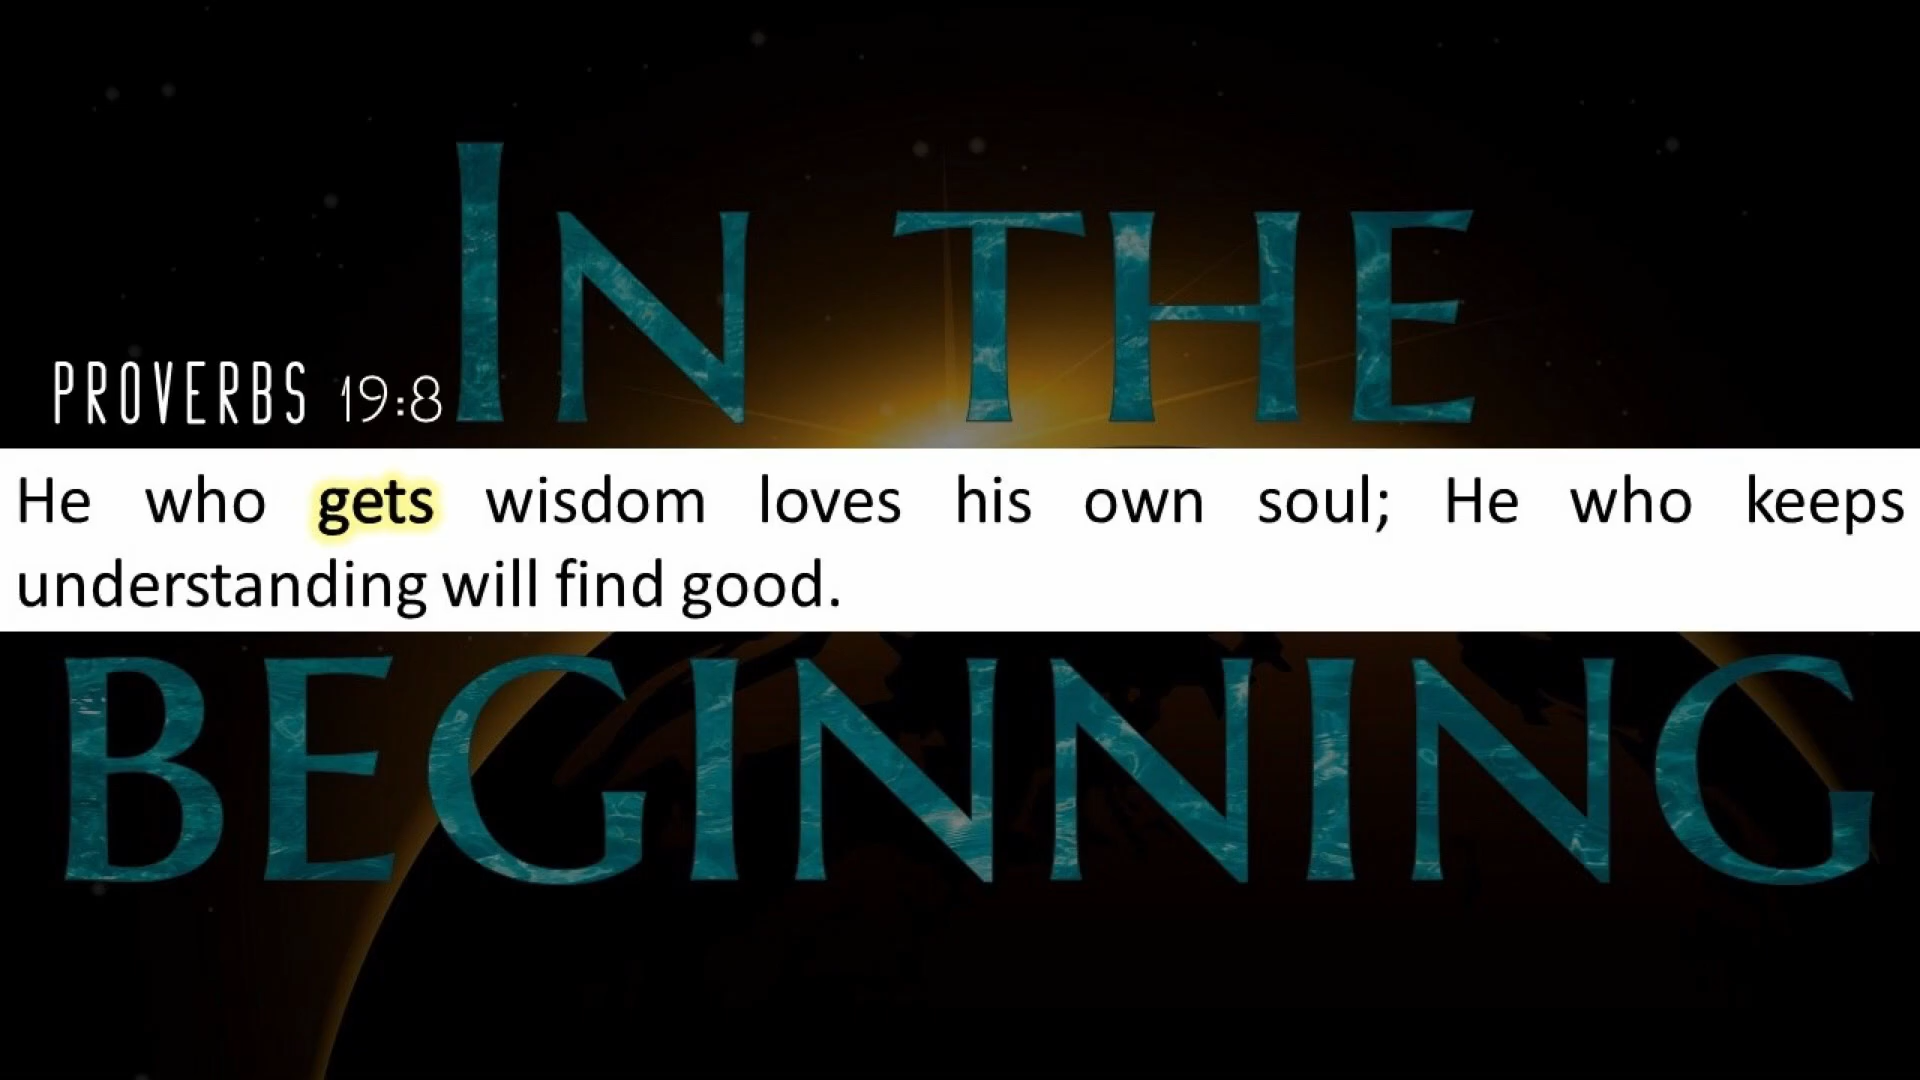 IN THE
PROVERBS 19:8
He who gets wisdom loves his own soul; He who keeps
understanding will find good.
BEGINNING